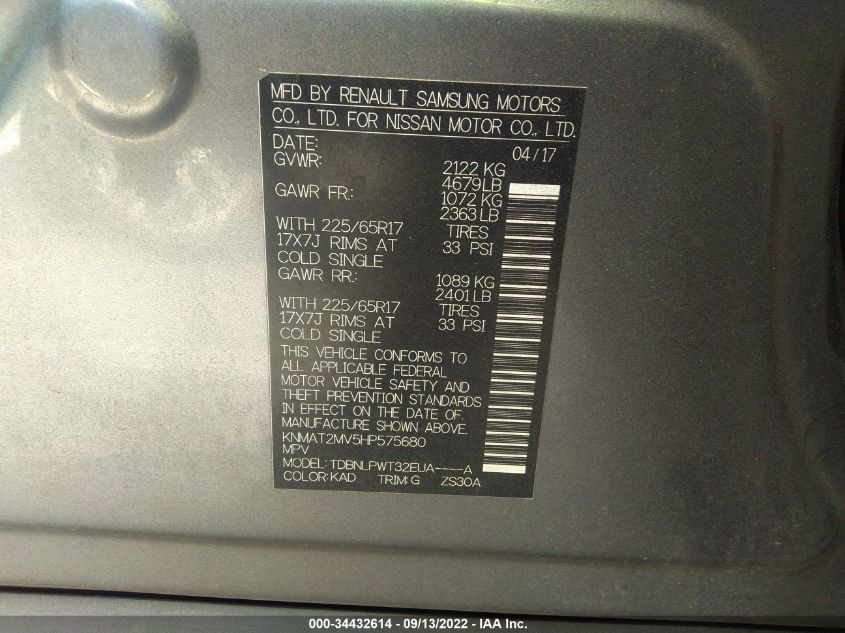 MFD BY RENAULT SAMSUNG MOTORS
CO., LTD. FOR NISSAN MOTOR CO., LTD.
DATE: 04/17
GVWR: 2122 KG
4679 LB
GAWR FR.: 1072 KG
2363 LB
WITH 225/65R17 TIRES
17X7J RIMS AT 33 PSI
COLD SINGLE
GAWR RR.: 1089 KG
2401 LB
WITH 225/65R17 TIRES
17X7J RIMS AT 33 PSI
COLD SINGLE
THIS VEHICLE CONFORMS TO
ALL APPLICABLE FEDERAL
MOTOR VEHICLE SAFETY AND
THEFT PREVENTION STANDARDS
IN EFFECT ON THE DATE OF.
MANUFACTURE SHOWN ABOVE.
KNMAT2MV5HP575680
MPV
MODEL: TDBNLPWT32EUA----A
COLOR: KAD TRIM: G ZS30A
000-34432614 - 09/13/2022 - IAA Inc.